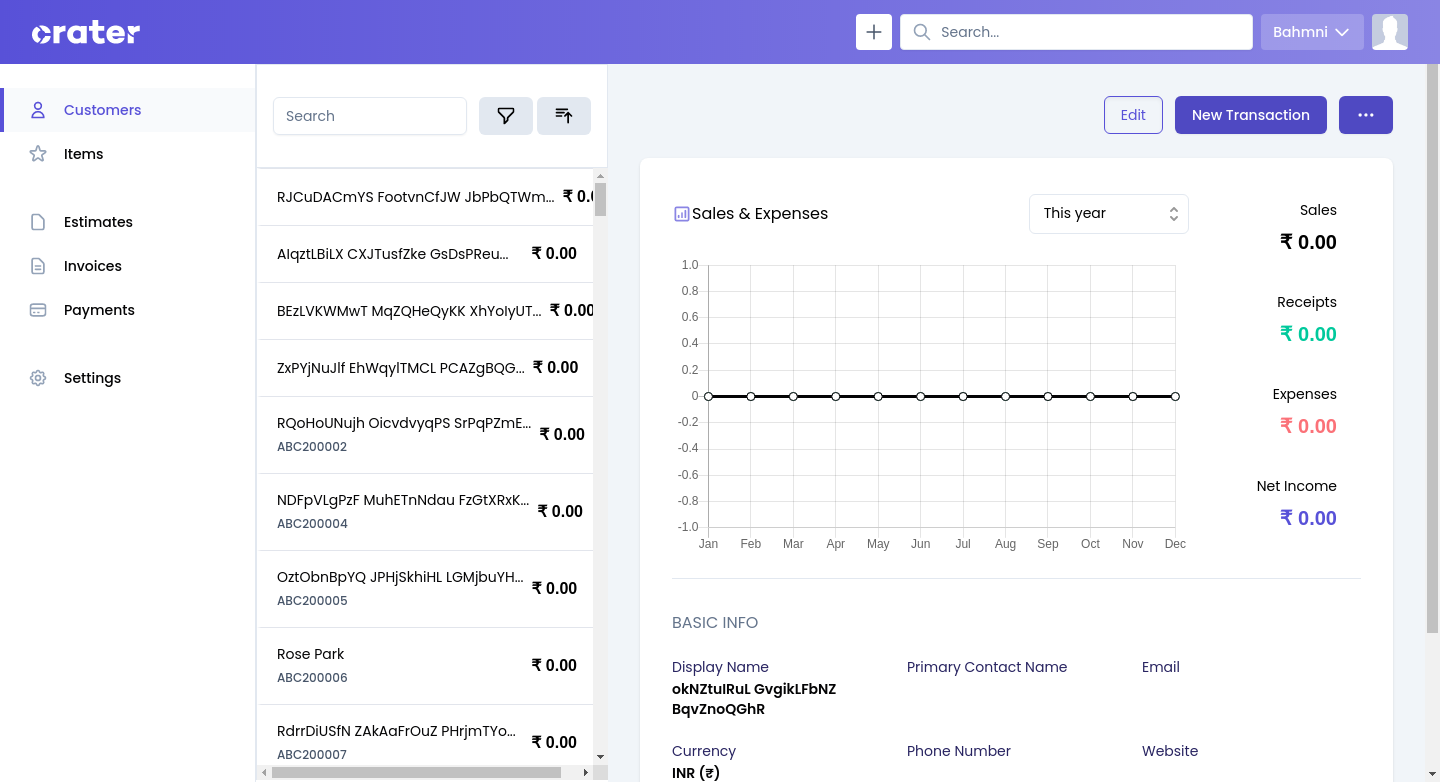 crater
Search...
Bahmni
Customers
Items
Estimates
Invoices
Payments
Settings
Search
RJCuDACmYS FootvnCfJW JbPbQTWm... ₹ 0.0
AIqztLBiLX CXJTusfZke GsDsPReu... ₹ 0.00
BEzLVKWMwT MqZQHeQyKK XhYoIyUT... ₹ 0.00
ZxPYjNuJlf EhWqylTMCL PCAZgBQG... ₹ 0.00
RQoHoUNujh OicvdvyqPS SrPqPZmE... ₹ 0.00
ABC200002
NDFpVLgPzF MuhETnNdau FzGtXRxK... ₹ 0.00
ABC200004
OztObnBpYQ JPHjSkhiHL LGMjbuYH... ₹ 0.00
ABC200005
Rose Park ₹ 0.00
ABC200006
RdrrDiUSfN ZAkAaFrOuZ PHrjmTYo... ₹ 0.00
ABC200007
Edit
New Transaction
Sales & Expenses
This year
1.0
0.8
0.6
0.4
0.2
0
-0.2
-0.4
-0.6
-0.8
-1.0
Jan Feb Mar Apr May Jun Jul Aug Sep Oct Nov Dec
Sales
₹ 0.00
Receipts
₹ 0.00
Expenses
₹ 0.00
Net Income
₹ 0.00
BASIC INFO
Display Name Primary Contact Name Email
okNZtuIRuL GvgikLFbNZ
BqvZnoQGhR
Currency Phone Number Website
INR (₹)